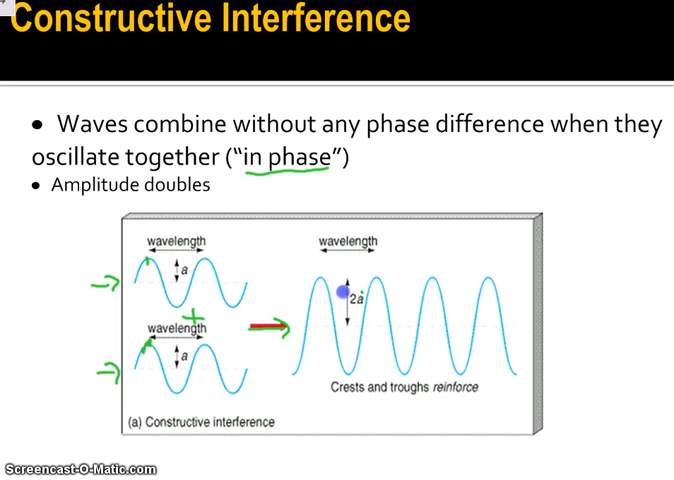 Constructive Interference
● Waves combine without any phase difference when they
oscillate together ("in phase")
● Amplitude doubles
wavelength
a
+
wavelength
a
wavelength
2a
Crests and troughs reinforce
(a) Constructive interference
Screencast-O-Matic.com